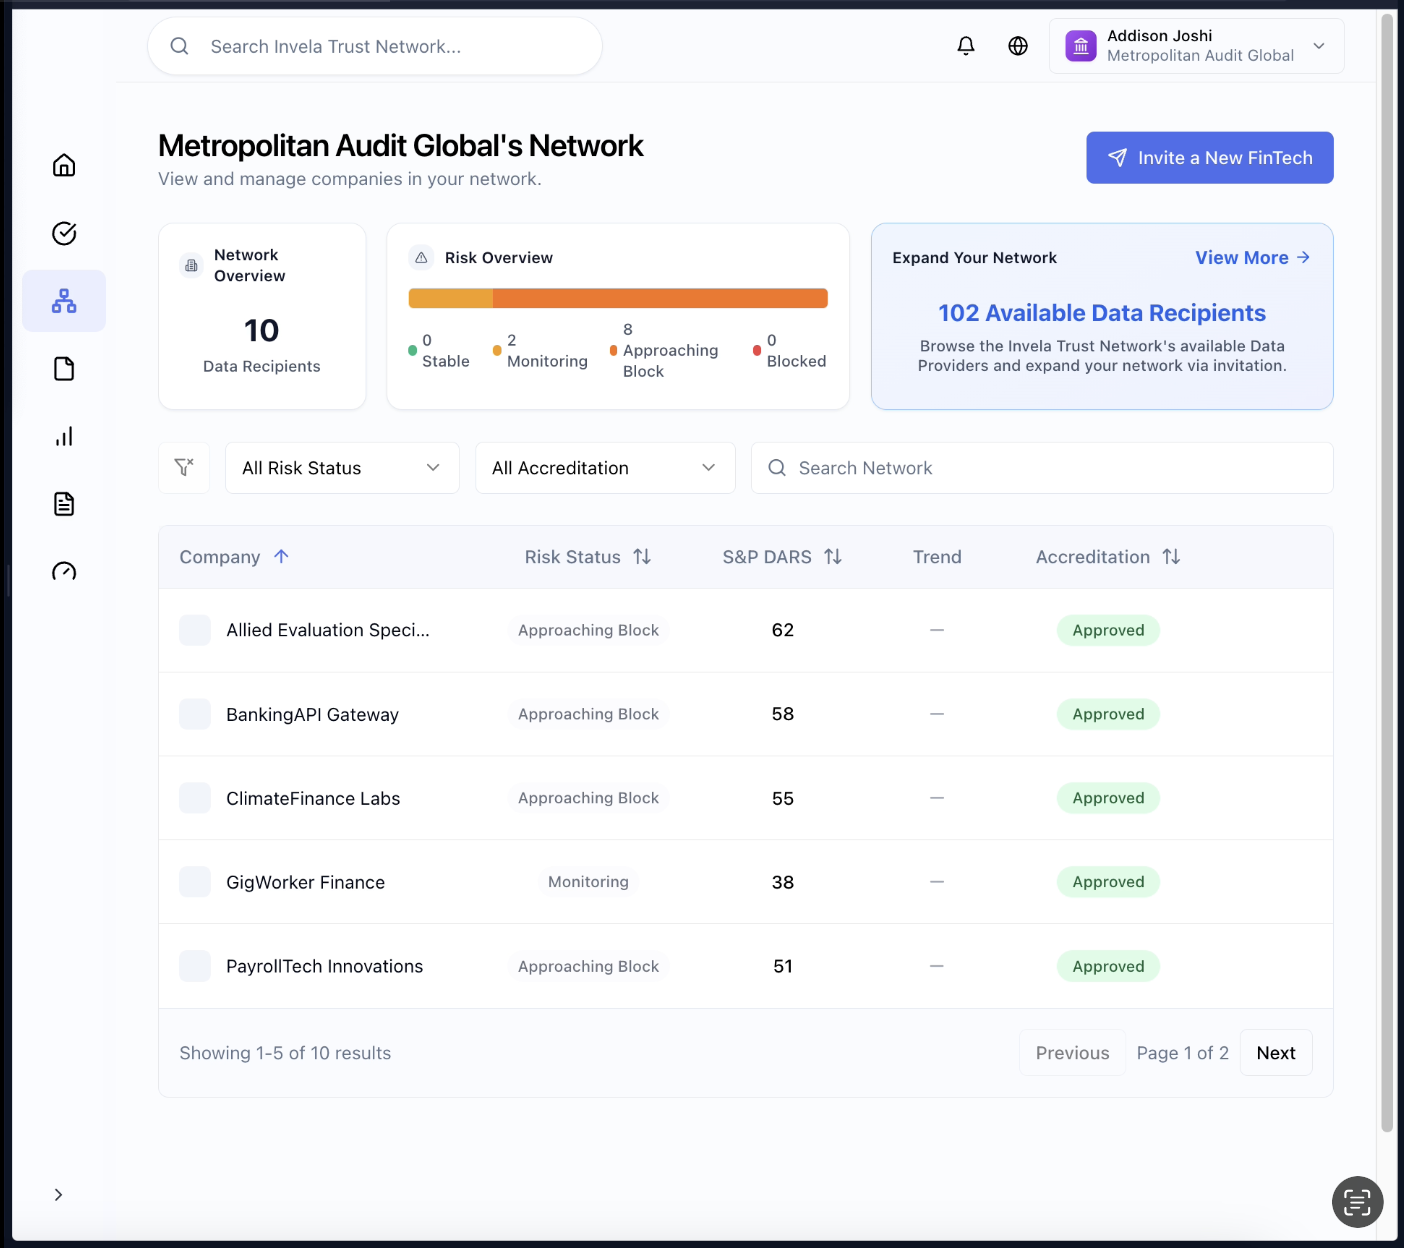 Search Invela Trust Network...
Addison Joshi
Metropolitan Audit Global
Metropolitan Audit Global's Network
View and manage companies in your network.
Invite a New FinTech
Network
Overview
10
Data Recipients
Risk Overview
0
Stable
2
Monitoring
8
Approaching
Block
0
Blocked
Expand Your Network
View More
102 Available Data Recipients
Browse the Invela Trust Network's available Data
Providers and expand your network via invitation.
All Risk Status
All Accreditation
Search Network
Company Risk Status S&P DARS Trend Accreditation
Allied Evaluation Speci... Approaching Block 62 — Approved
BankingAPI Gateway Approaching Block 58 — Approved
ClimateFinance Labs Approaching Block 55 — Approved
GigWorker Finance Monitoring 38 — Approved
PayrollTech Innovations Approaching Block 51 — Approved
Showing 1-5 of 10 results
Previous Page 1 of 2 Next